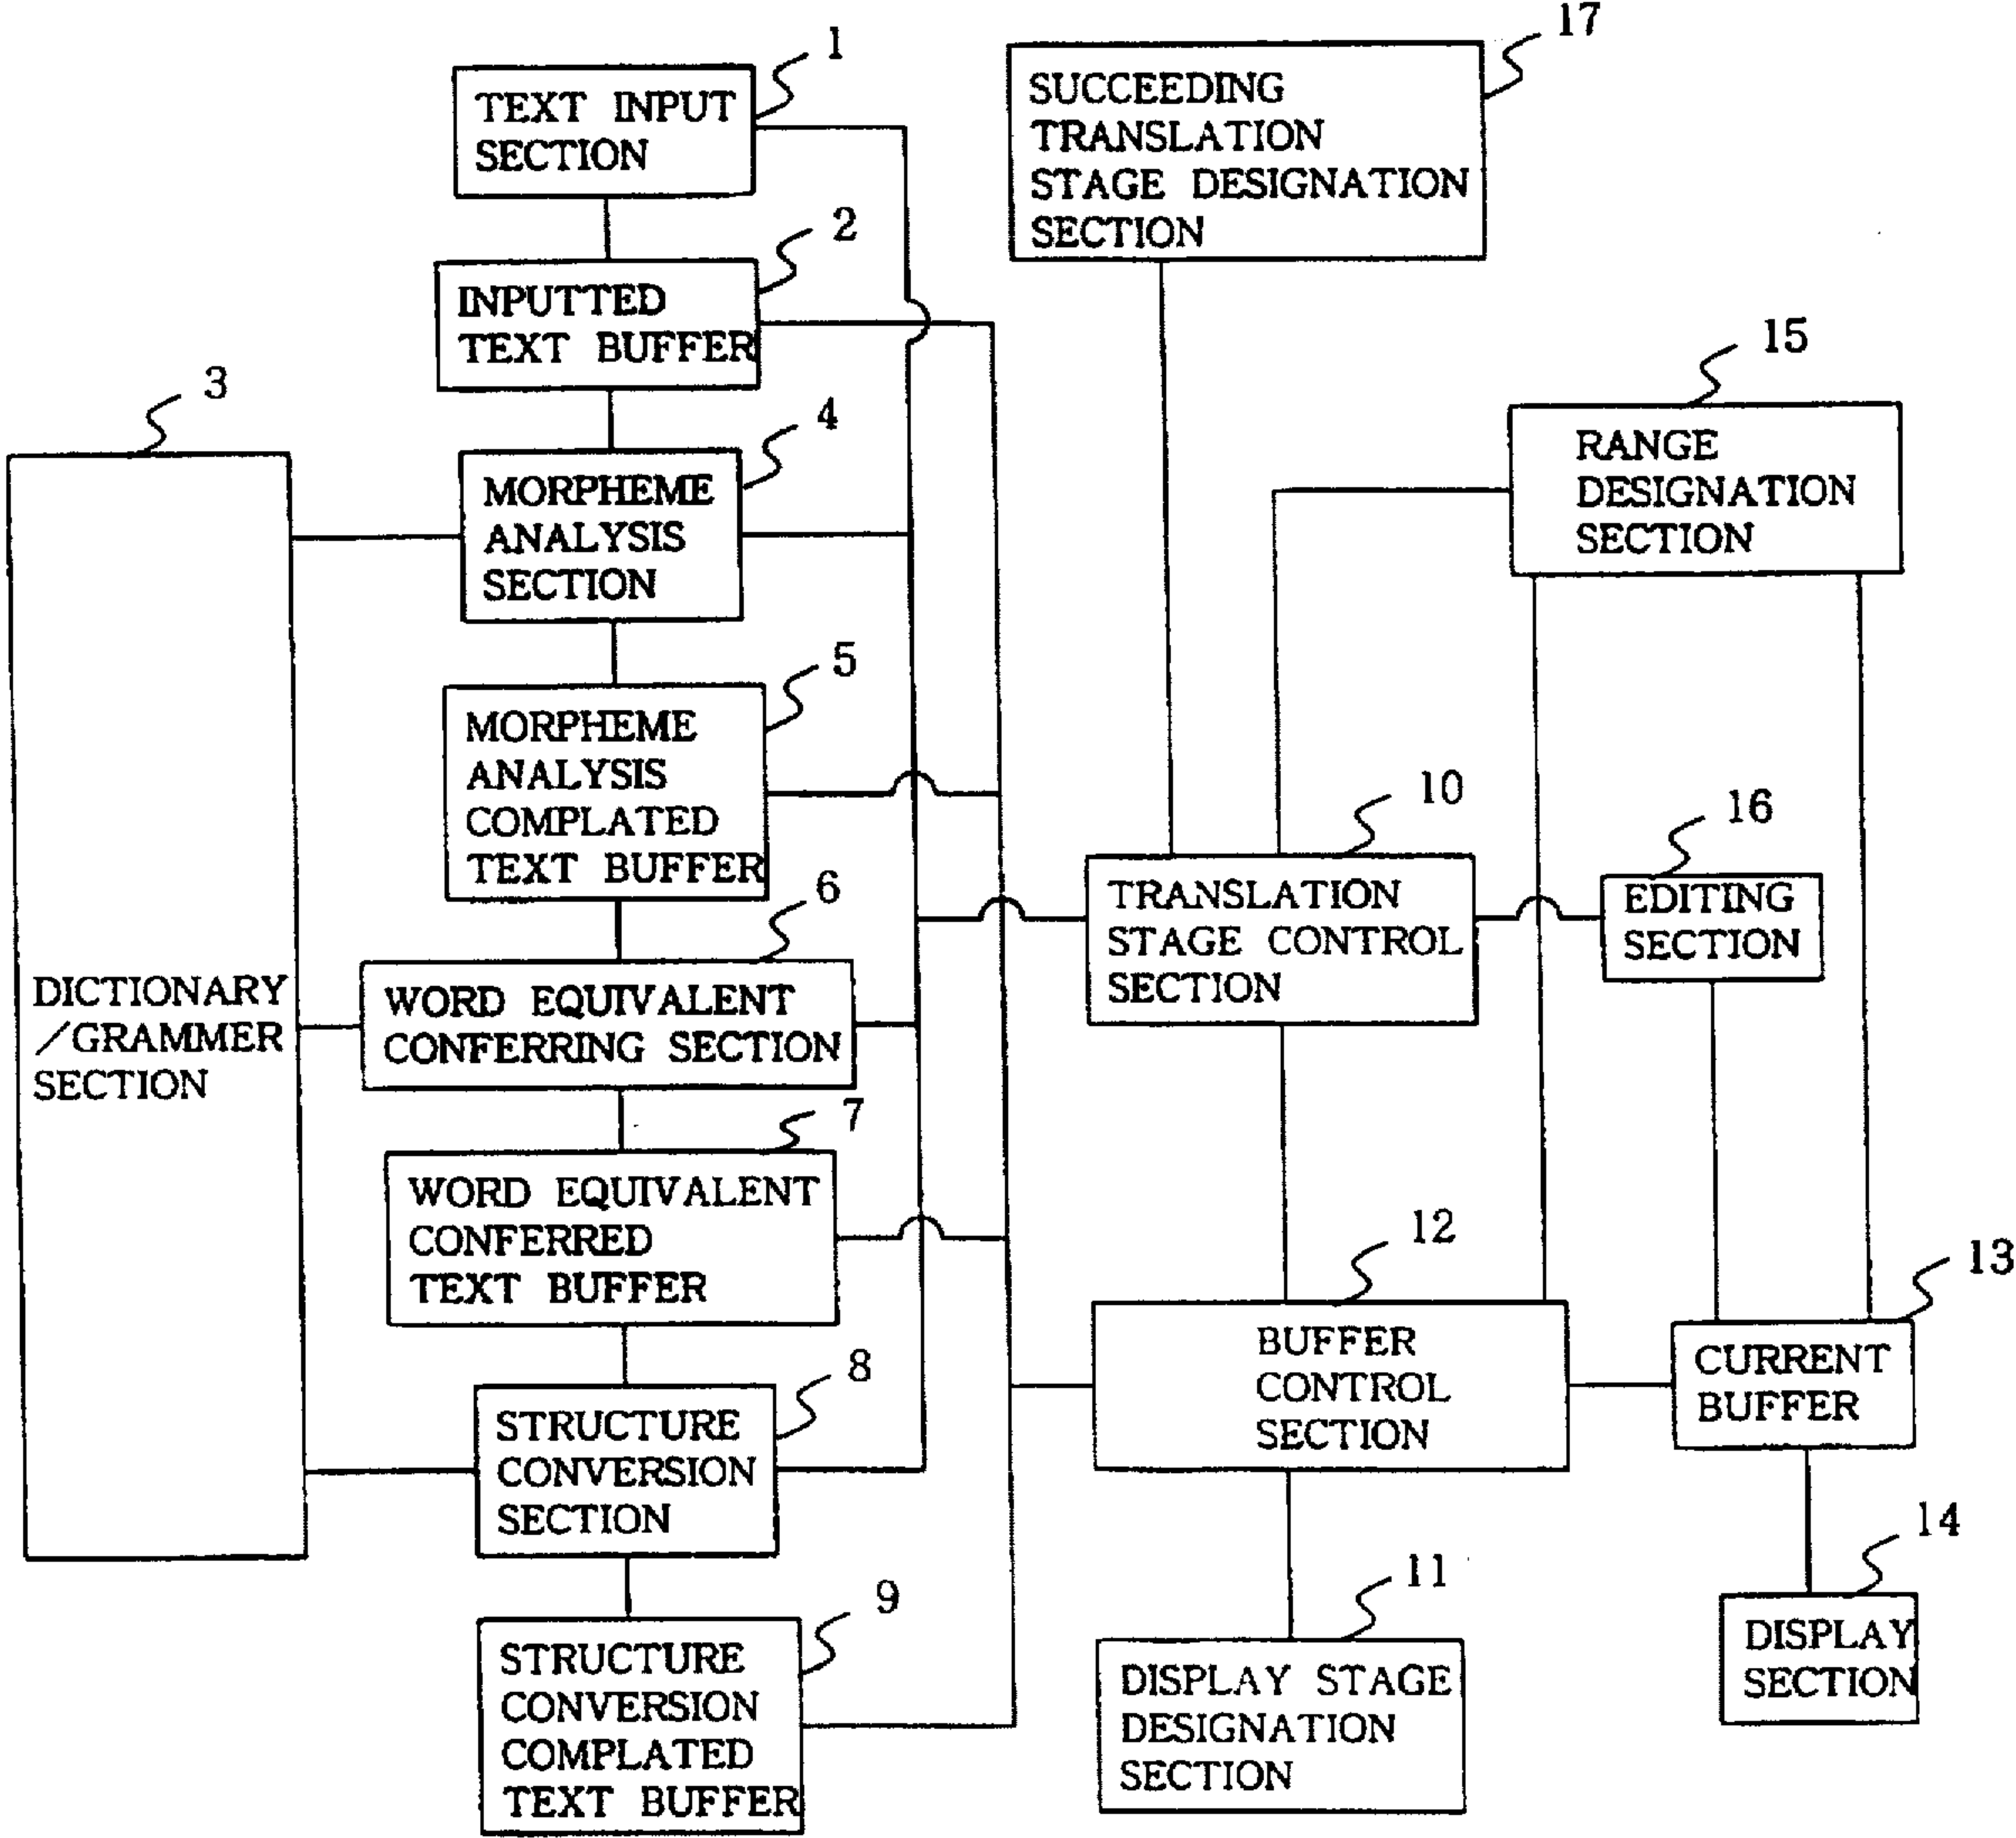 1
TEXT INPUT
SECTION
2
INPUTTED
TEXT BUFFER
3
DICTIONARY
/GRAMMER
SECTION
4
MORPHEME
ANALYSIS
SECTION
5
MORPHEME
ANALYSIS
COMPLATED
TEXT BUFFER
6
WORD EQUIVALENT
CONFERRING SECTION
7
WORD EQUIVALENT
CONFERRED
TEXT BUFFER
8
STRUCTURE
CONVERSION
SECTION
9
STRUCTURE
CONVERSION
COMPLATED
TEXT BUFFER
17
SUCCEEDING
TRANSLATION
STAGE DESIGNATION
SECTION
15
RANGE
DESIGNATION
SECTION
10
TRANSLATION
STAGE CONTROL
SECTION
16
EDITING
SECTION
12
BUFFER
CONTROL
SECTION
13
CURRENT
BUFFER
11
DISPLAY STAGE
DESIGNATION
SECTION
14
DISPLAY
SECTION